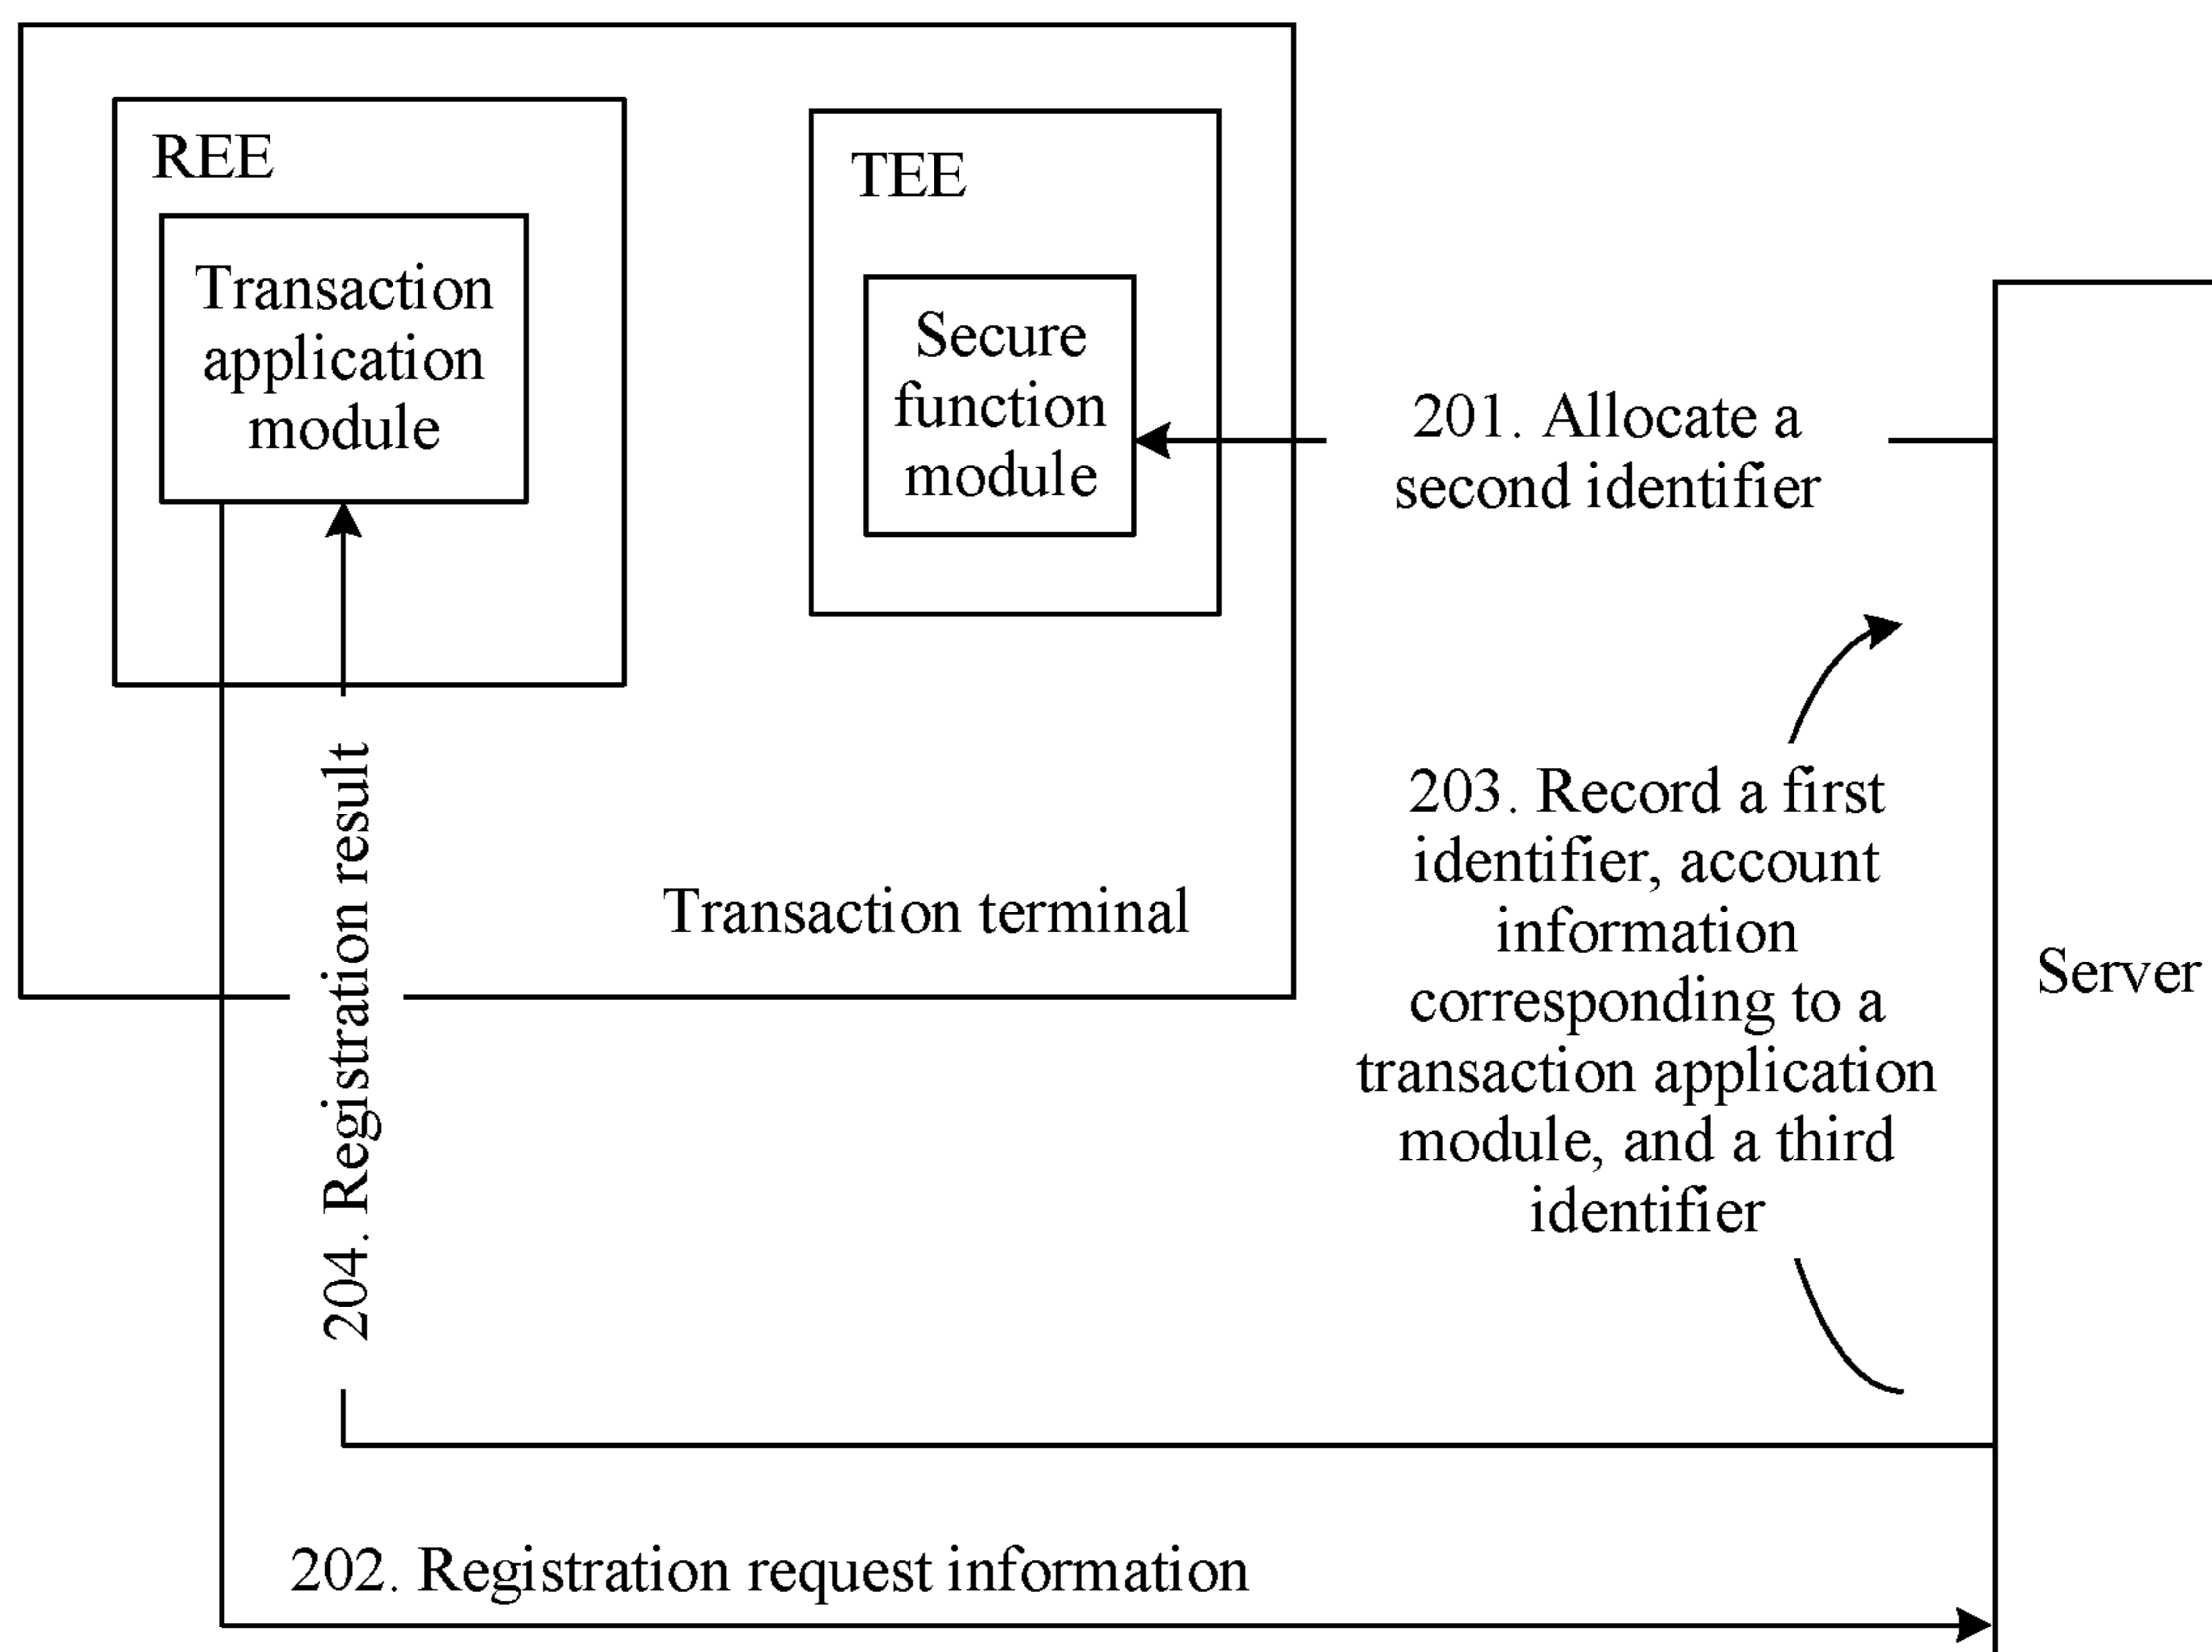 REE
Transaction
application
module
TEE
Secure
function
module
201. Allocate a
second identifier
203. Record a first
identifier, account
information
corresponding to a
transaction application
module, and a third
identifier
Server
Transaction terminal
204. Registration result
202. Registration request information